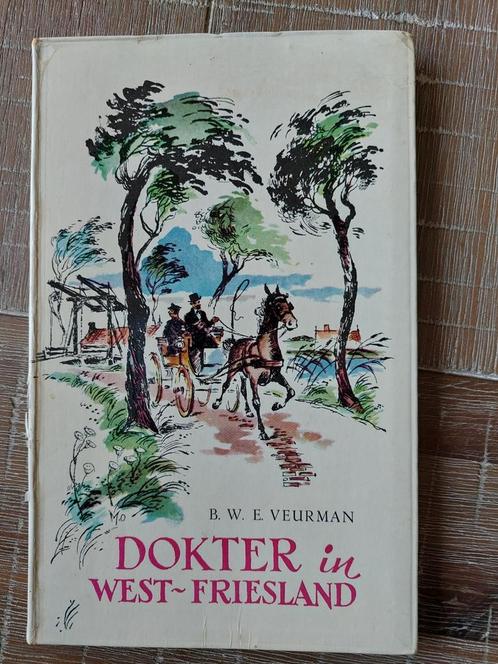 M.O
B. W. E. VEURMAN
DOKTER in
WEST~FRIESLAND